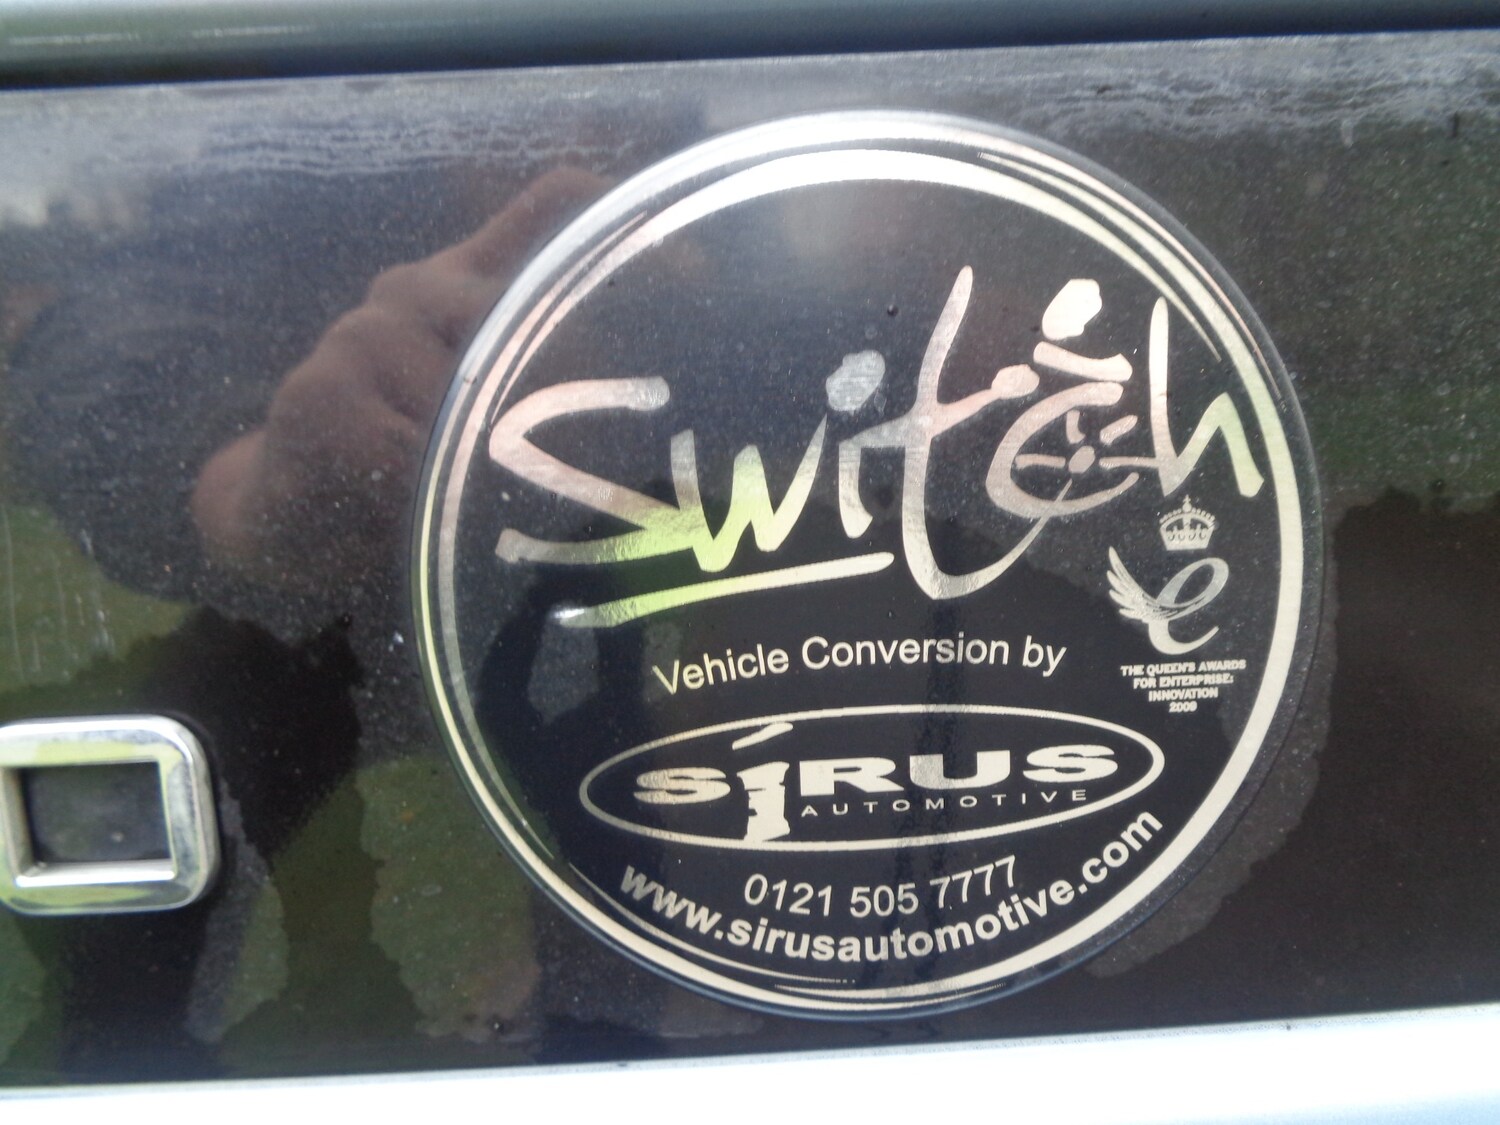 Switch
Vehicle Conversion by
THE QUEEN'S AWARDS
FOR ENTERPRISE:
INNOVATION
2009
SIRUS
AUTOMOTIVE
0121 505 7777
www.sirusautomotive.com